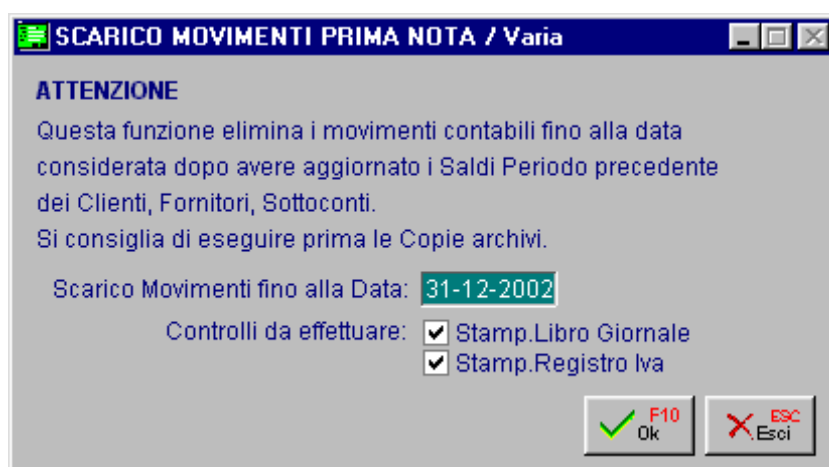 SCARICO MOVIMENTI PRIMA NOTA / Varia
ATTENZIONE
Questa funzione elimina i movimenti contabili fino alla data
considerata dopo avere aggiornato i Saldi Periodo precedente
dei Clienti, Fornitori, Sottoconti.
Si consiglia di eseguire prima le Copie archivi.
Scarico Movimenti fino alla Data: 31-12-2002
Controlli da effettuare: Stamp.Libro Giornale
Stamp.Registro Iva
F10 Ok
ESC Esci